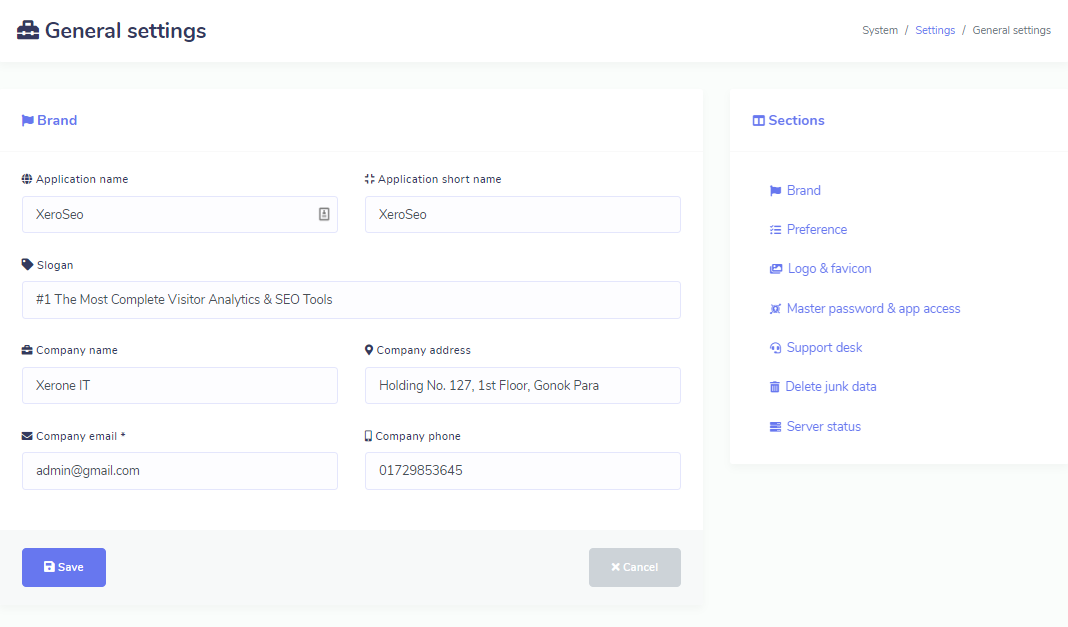 General settings
System / Settings / General settings
Brand
Application name
XeroSeo
Application short name
XeroSeo
Slogan
#1 The Most Complete Visitor Analytics & SEO Tools
Company name
Xerone IT
Company address
Holding No. 127, 1st Floor, Gonok Para
Company email *
admin@gmail.com
Company phone
01729853645
Save
Cancel
Sections
Brand
Preference
Logo & favicon
Master password & app access
Support desk
Delete junk data
Server status